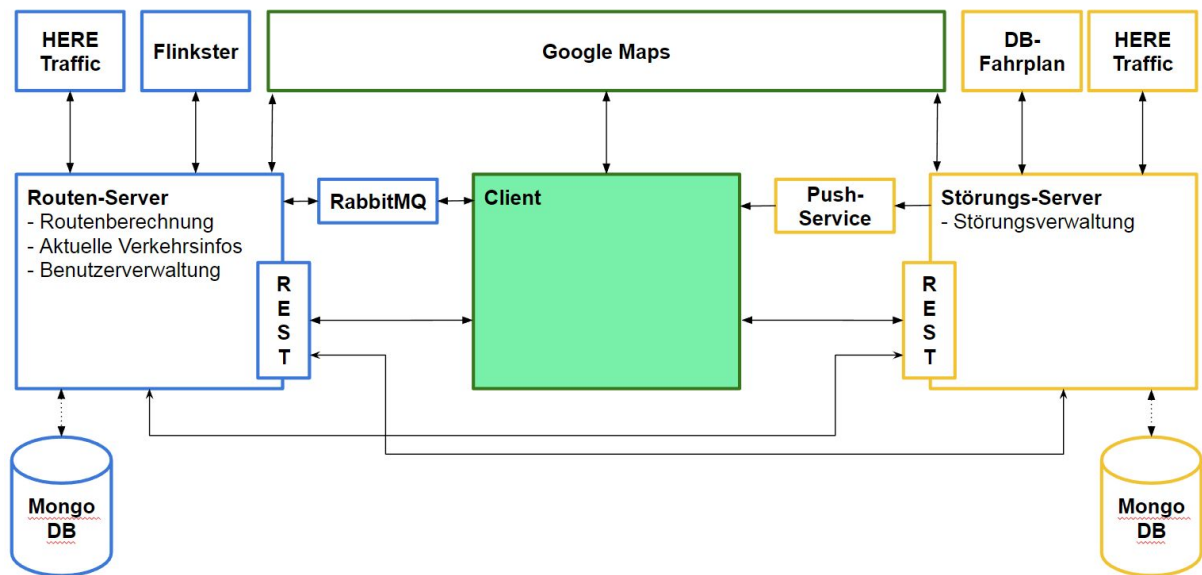 HERE
Traffic
Flinkster
Google Maps
DB-
Fahrplan
HERE
Traffic
Routen-Server
- Routenberechnung
- Aktuelle Verkehrsinfos
- Benutzerverwaltung
RabbitMQ
Client
Push-
Service
Störungs-Server
- Störungsverwaltung
R
E
S
T
R
E
S
T
Mongo
DB
Mongo
DB